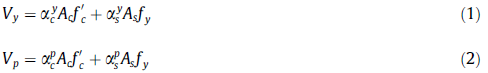 V_y = α_c^y A_c f′_c + α_s^y A_s f_y (1)
V_p = α_c^p A_c f′_c + α_s^p A_s f_y (2)